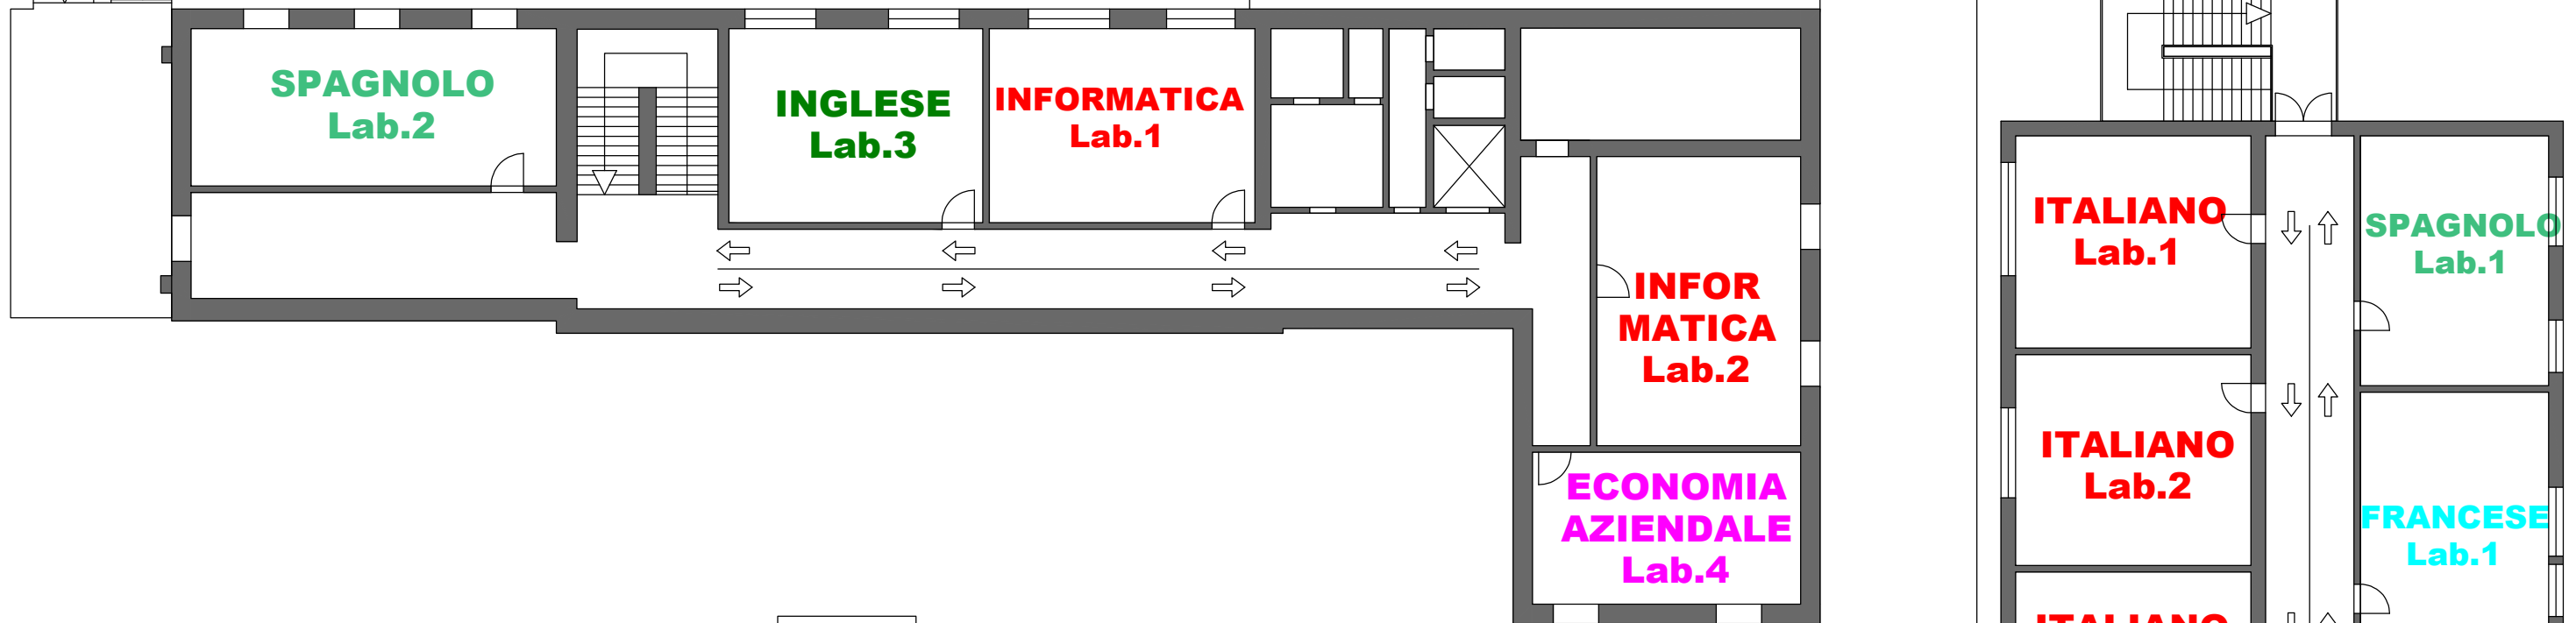 SPAGNOLO
Lab.2
INGLESE
Lab.3
INFORMATICA
Lab.1
INFOR
MATICA
Lab.2
ECONOMIA
AZIENDALE
Lab.4
ITALIANO
Lab.1
SPAGNOLO
Lab.1
ITALIANO
Lab.2
FRANCESE
Lab.1
ITALIANO